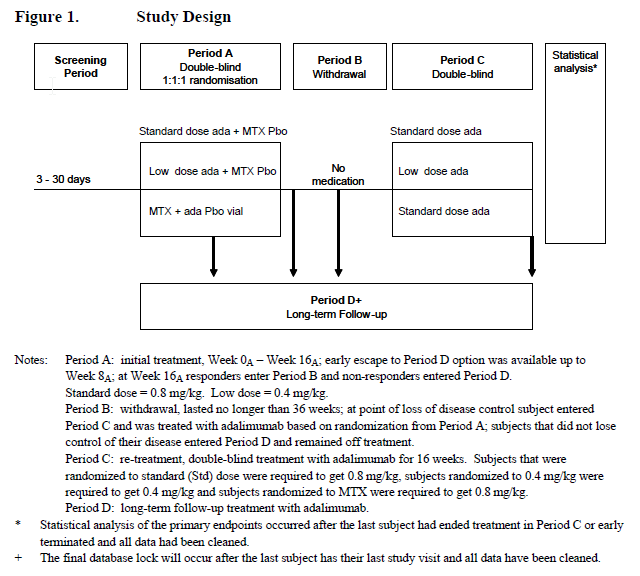 Figure 1. Study Design
Screening
Period
Period A
Double-blind
1:1:1 randomisation
Period B
Withdrawal
Period C
Double-blind
Statistical
analysis*
Standard dose ada + MTX Pbo
Standard dose ada
3 - 30 days
Low dose ada + MTX Pbo
No
medication
Low dose ada
MTX + ada Pbo vial
Standard dose ada
Period D+
Long-term Follow-up
Notes: Period A: initial treatment, Week 0A – Week 16A; early escape to Period D option was available up to
Week 8A; at Week 16A responders enter Period B and non-responders entered Period D.
Standard dose = 0.8 mg/kg. Low dose = 0.4 mg/kg.
Period B: withdrawal, lasted no longer than 36 weeks; at point of loss of disease control subject entered
Period C and was treated with adalimumab based on randomization from Period A; subjects that did not lose
control of their disease entered Period D and remained off treatment.
Period C: re-treatment, double-blind treatment with adalimumab for 16 weeks. Subjects that were
randomized to standard (Std) dose were required to get 0.8 mg/kg, subjects randomized to 0.4 mg/kg were
required to get 0.4 mg/kg and subjects randomized to MTX were required to get 0.8 mg/kg.
Period D: long-term follow-up treatment with adalimumab.
* Statistical analysis of the primary endpoints occurred after the last subject had ended treatment in Period C or early
terminated and all data had been cleaned.
+ The final database lock will occur after the last subject has their last study visit and all data have been cleaned.